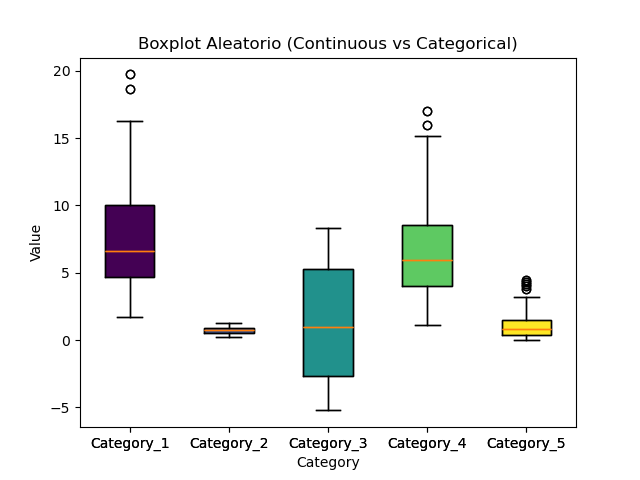 Boxplot Aleatorio (Continuous vs Categorical)
20
15
10
5
0
−5
Value
Category_1 Category_2 Category_3 Category_4 Category_5
Category